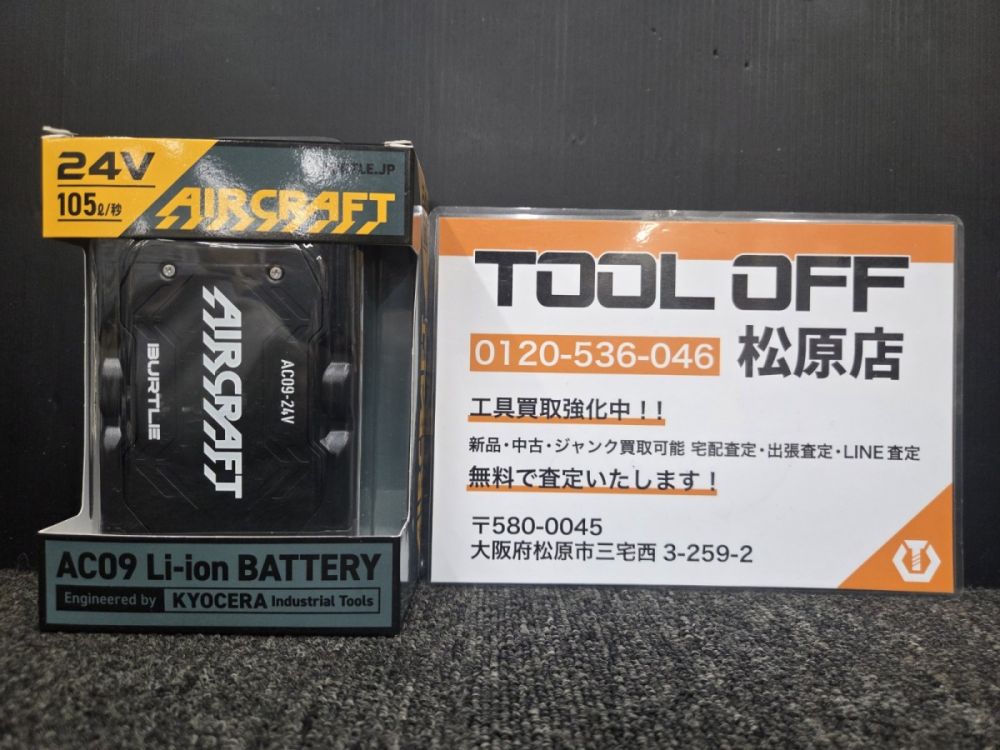 24V
105ℓ/秒
AIRCRAFT
AIRCRAFT
BURTLE
AC09-24V
AC09 Li-ion BATTERY
Engineered by KYOCERA Industrial Tools
TOOL OFF
0120-536-046 松原店
工具買取強化中!!
新品・中古・ジャンク買取可能 宅配査定・出張査定・LINE査定
無料で査定いたします!
〒580-0045
大阪府松原市三宅西 3-259-2